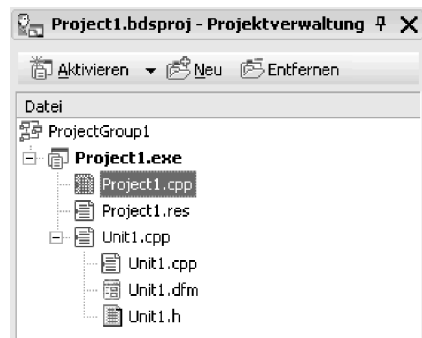 Project1.bdsproj - Projektverwaltung
Aktivieren Neu Entfernen
Datei
ProjectGroup1
Project1.exe
Project1.cpp
Project1.res
Unit1.cpp
Unit1.cpp
Unit1.dfm
Unit1.h